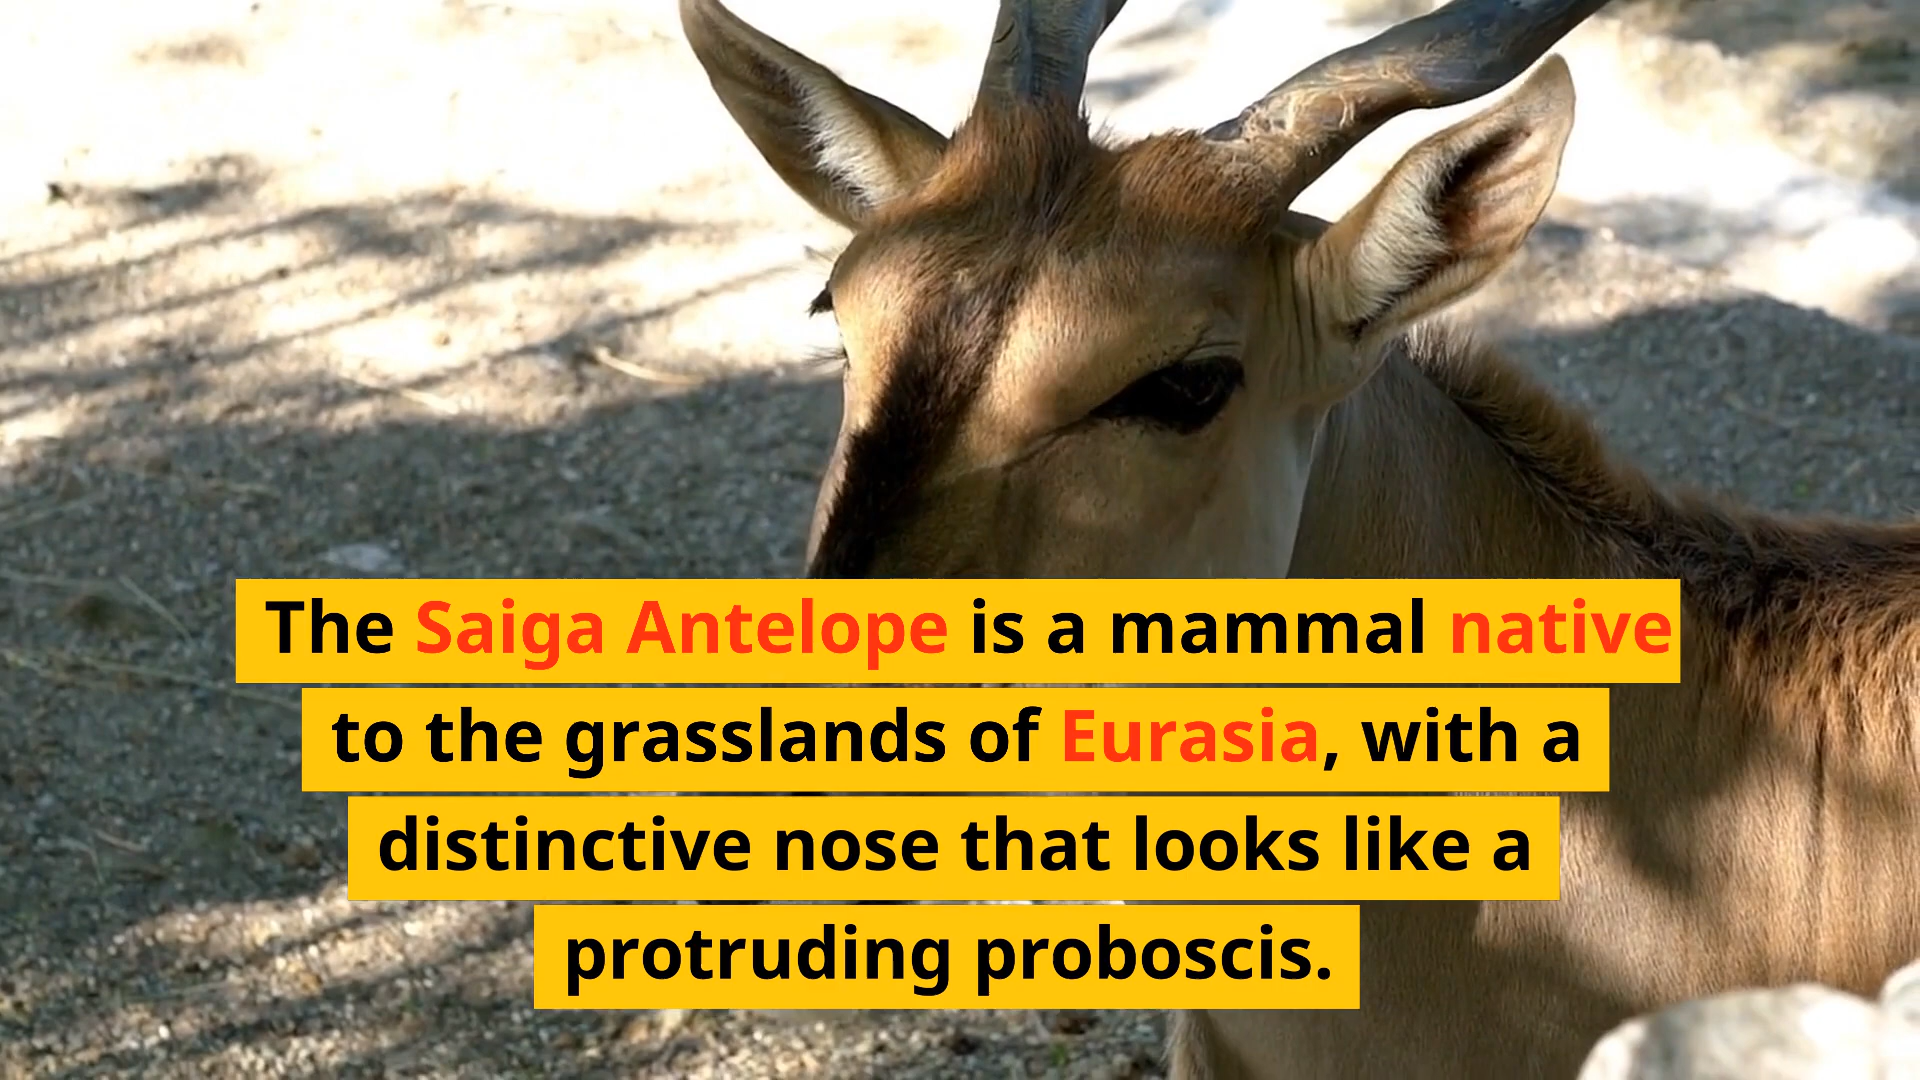 The Saiga Antelope is a mammal native
to the grasslands of Eurasia, with a
distinctive nose that looks like a
protruding proboscis.